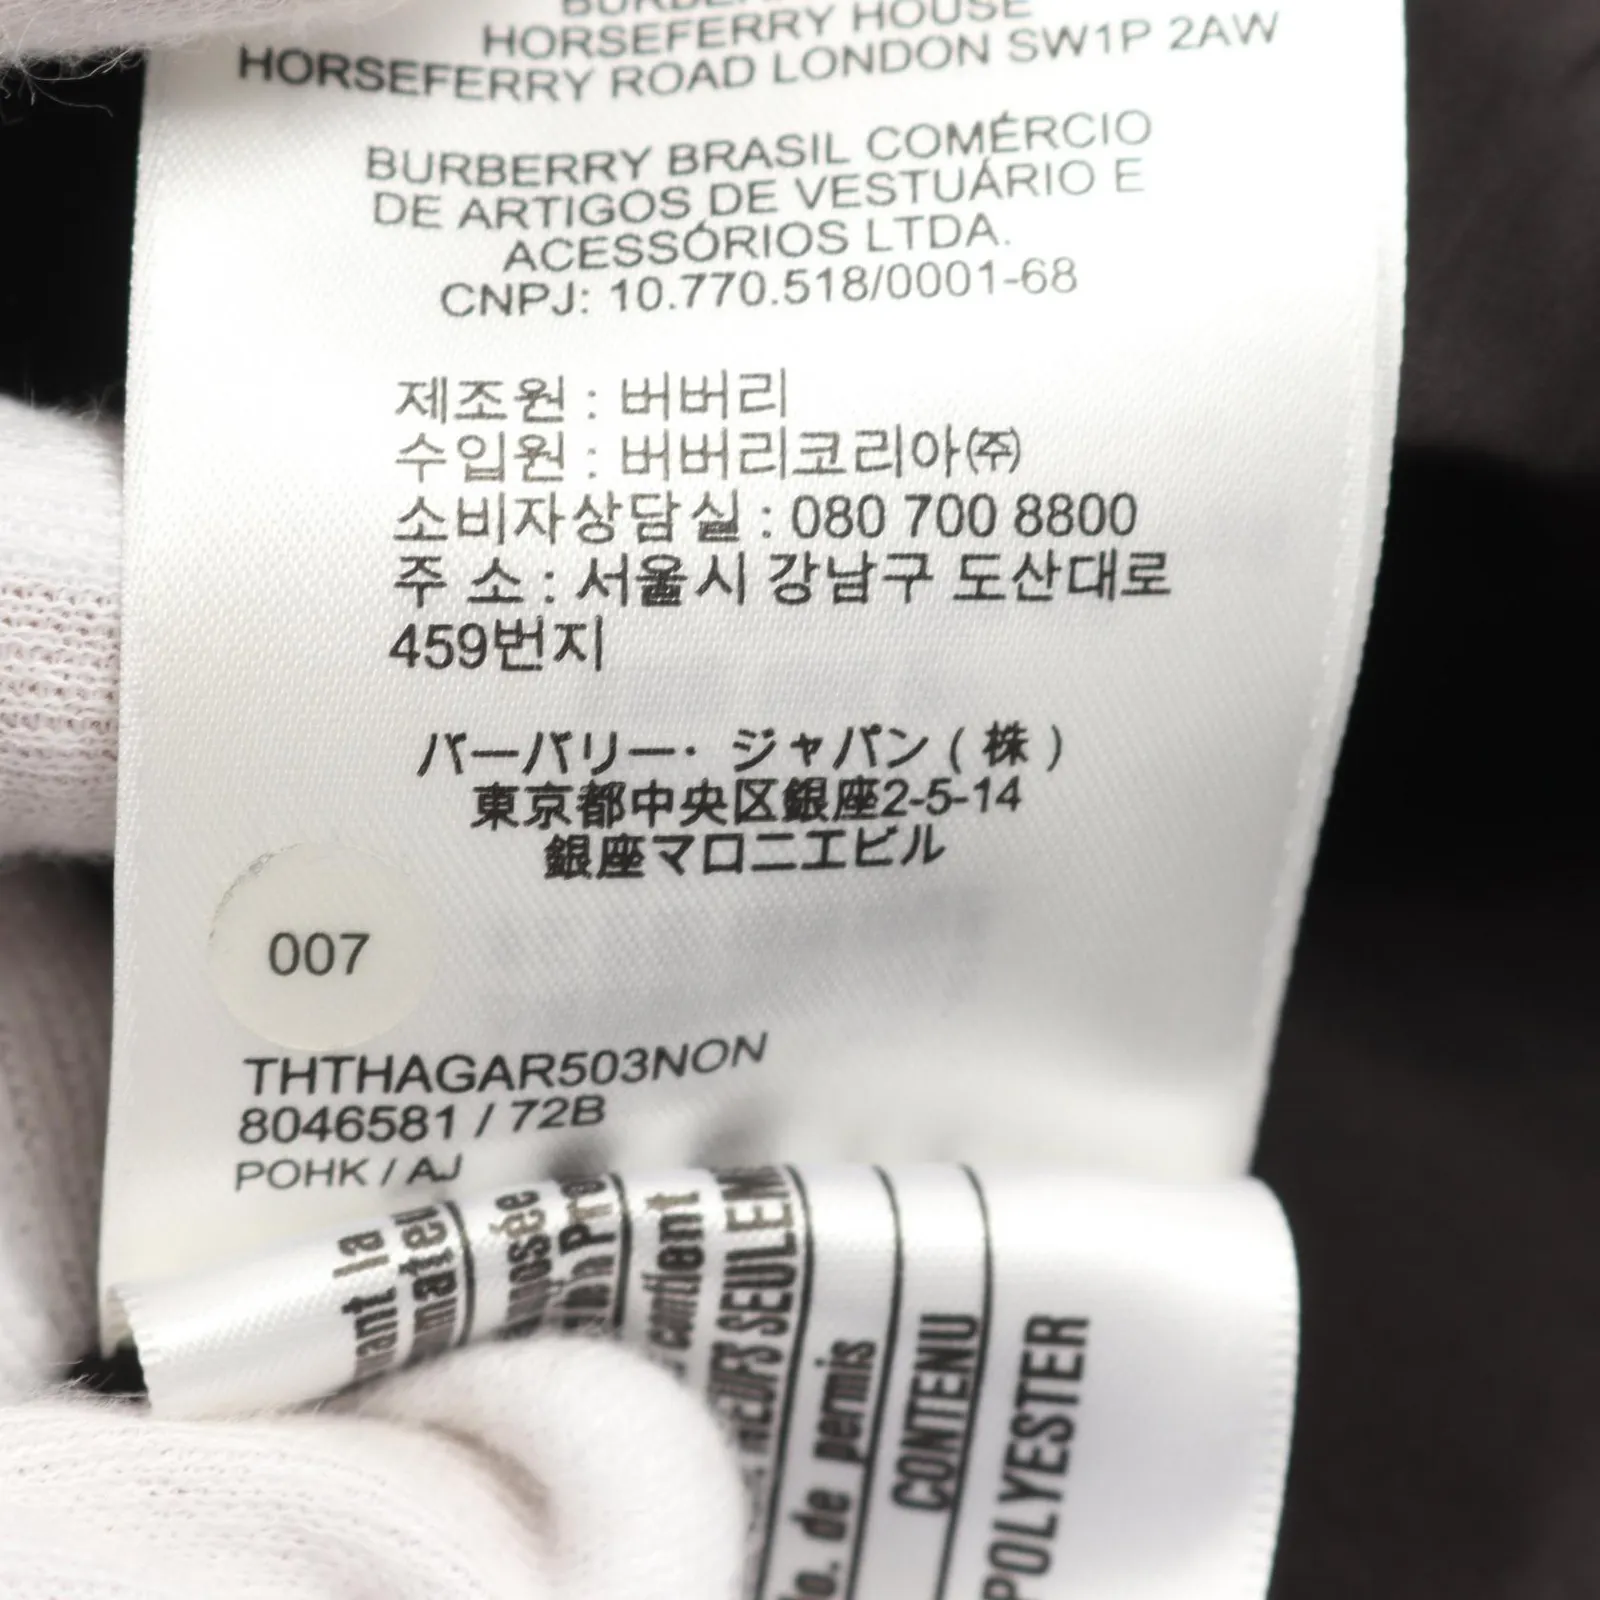 HORSEFERRY HOUSE
HORSEFERRY ROAD LONDON SW1P 2AW
BURBERRY BRASIL COMÉRCIO
DE ARTIGOS DE VESTUÁRIO E
ACESSÓRIOS LTDA.
CNPJ: 10.770.518/0001-68
제조원 : 버버리
수입원 : 버버리코리아㈜
소비자상담실 : 080 700 8800
주 소 : 서울시 강남구 도산대로
459번지
バーバリー・ジャパン ( 株 )
東京都中央区銀座2-5-14
銀座マロニエビル
007
THTHAGAR503NON
8046581 / 72B
POHK / AJ
la
contient
de permis
CONTENU
POLYESTER